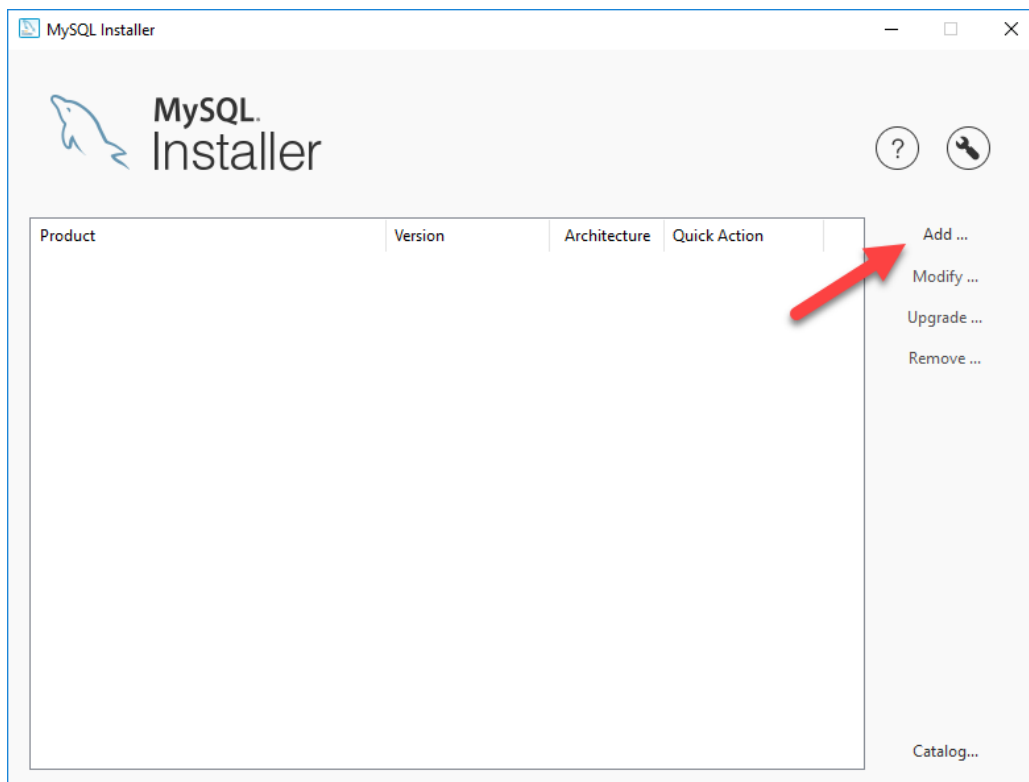 MySQL Installer
MySQL.
Installer
?
Product Version Architecture Quick Action
Add ...
Modify ...
Upgrade ...
Remove ...
Catalog...